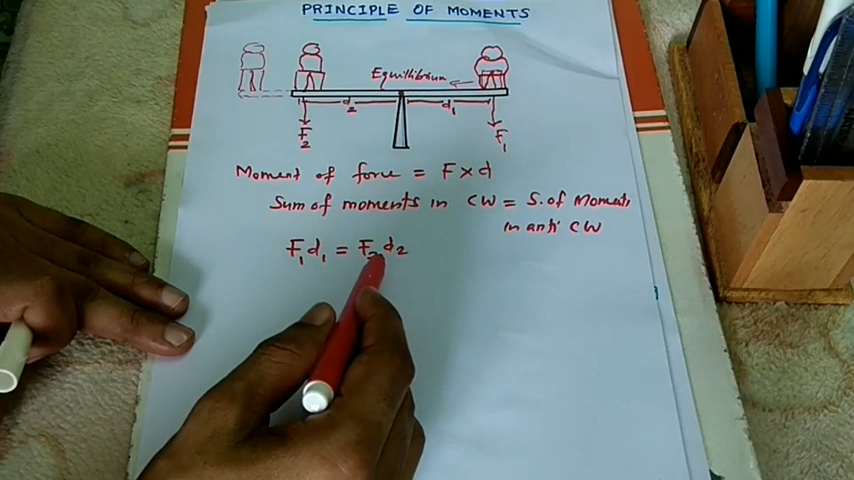 PRINCIPLE OF MOMENTS
Equillibrium
d2 d1
F2 F1
Moment of force = F × d
Sum of moments in CW = S. of Moments
in anti CW
F1d1 = F2d2